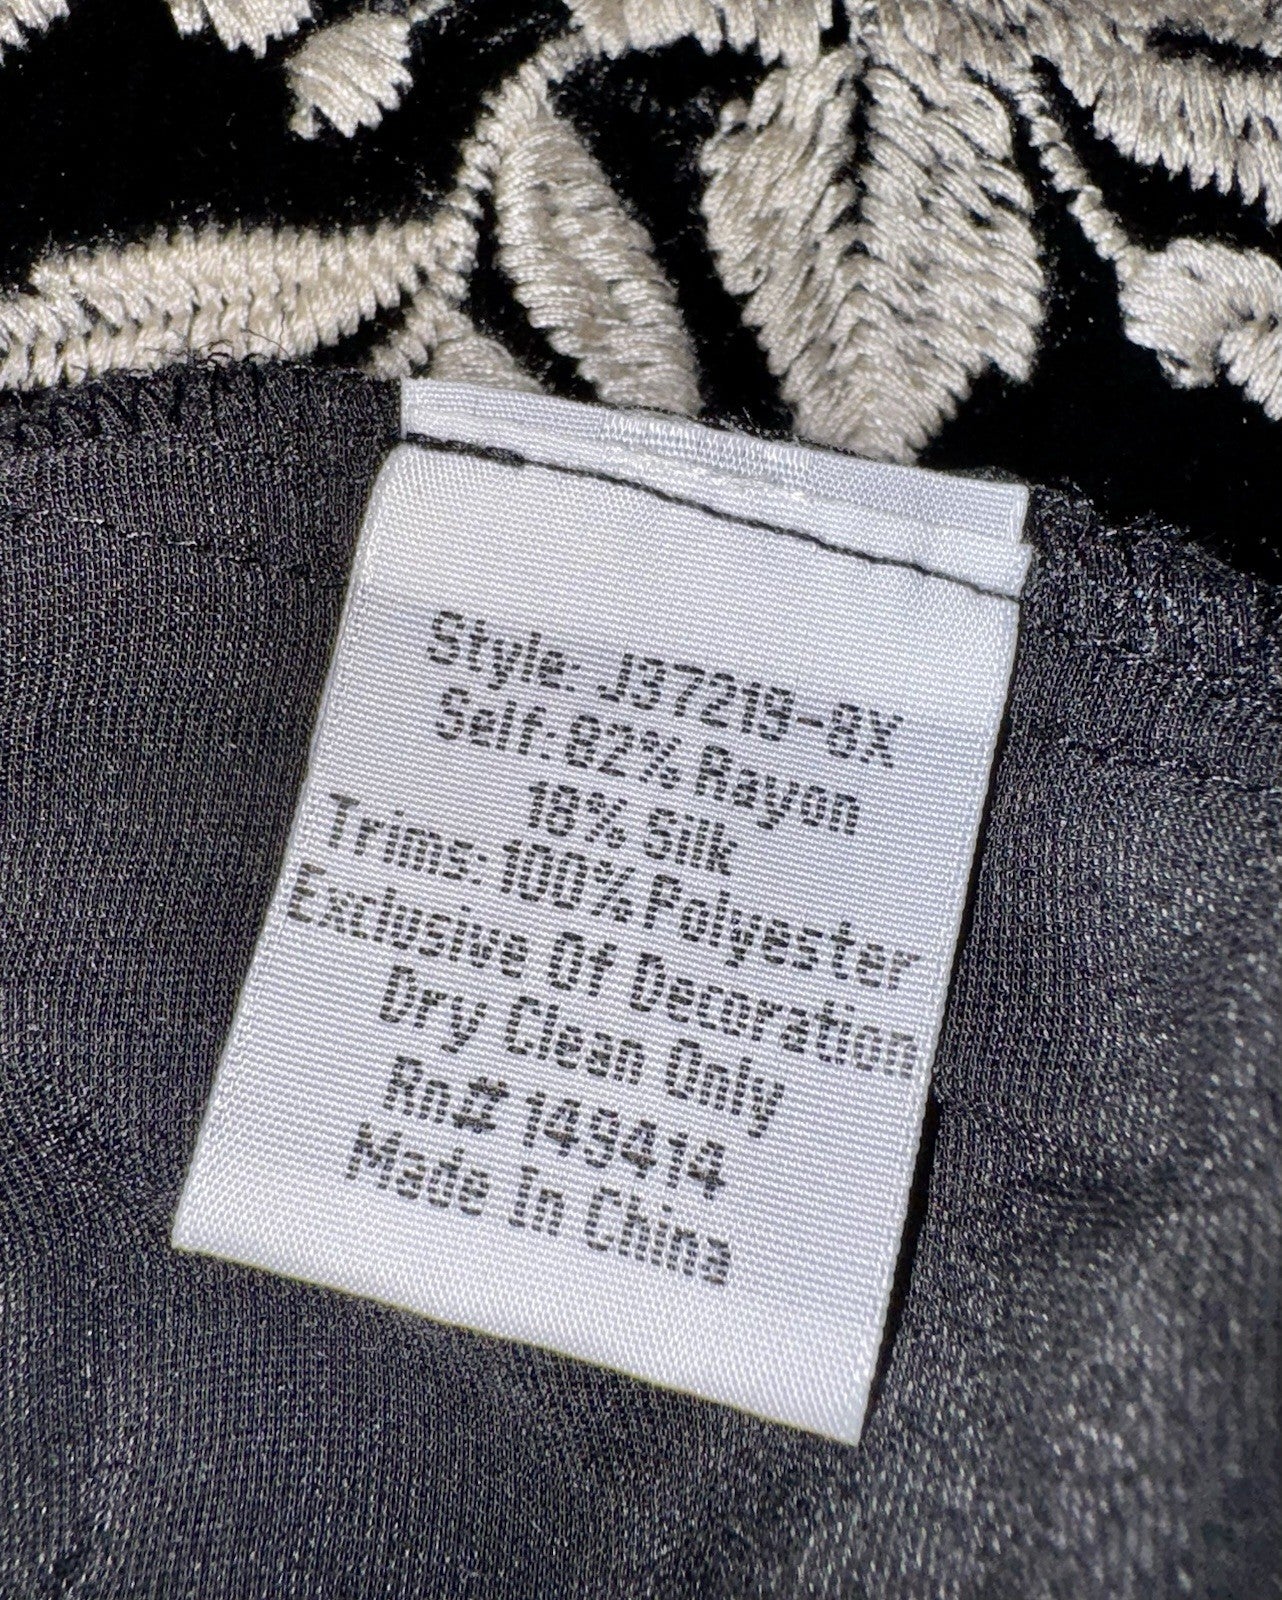 Style: J37219-8X
Self: 82% Rayon
18% Silk
Trims: 100% Polyester
Exclusive Of Decoration
Dry Clean Only
Rn# 149414
Made In China